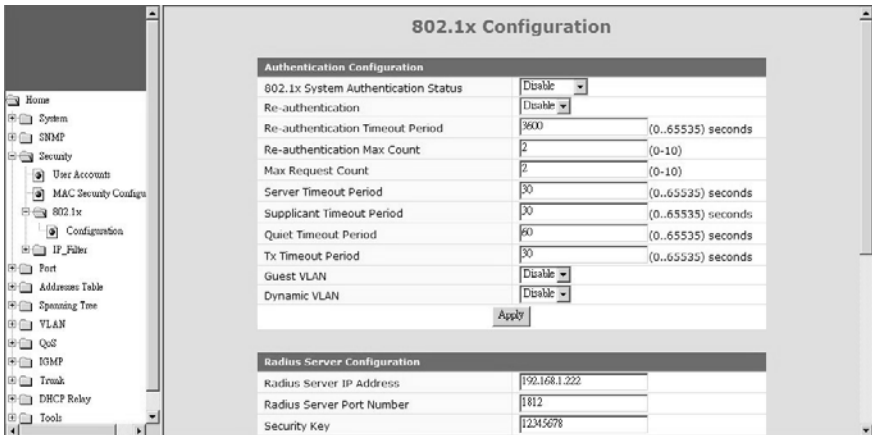 802.1x Configuration
Home
System
SNMP
Security
User Accounts
MAC Security Configu
802.1x
Configuration
IP_Filter
Port
Addresses Table
Spanning Tree
VLAN
QoS
IGMP
Trunk
DHCP Relay
Tools
Authentication Configuration
802.1x System Authentication Status Disable
Re-authentication Disable
Re-authentication Timeout Period 3600 (0..65535) seconds
Re-authentication Max Count 2 (0-10)
Max Request Count 2 (0-10)
Server Timeout Period 30 (0..65535) seconds
Supplicant Timeout Period 30 (0..65535) seconds
Quiet Timeout Period 60 (0..65535) seconds
Tx Timeout Period 30 (0..65535) seconds
Guest VLAN Disable
Dynamic VLAN Disable
Apply
Radius Server Configuration
Radius Server IP Address 192.168.1.222
Radius Server Port Number 1812
Security Key 12345678